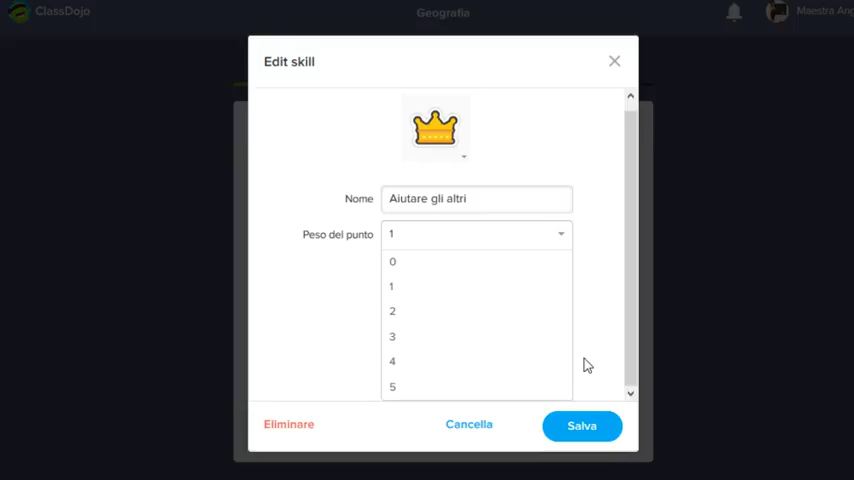 ClassDojo
Geografia
Maestra Ang
Edit skill
Nome
Aiutare gli altri
Peso del punto
1
0
1
2
3
4
5
Eliminare
Cancella
Salva